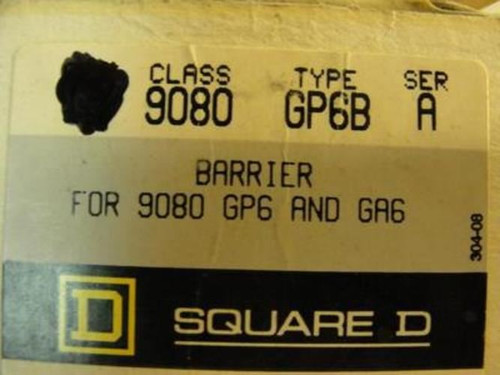 CLASS TYPE SER
9080 GP6B A
BARRIER
FOR 9080 GP6 AND GA6
304-08
D SQUARE D